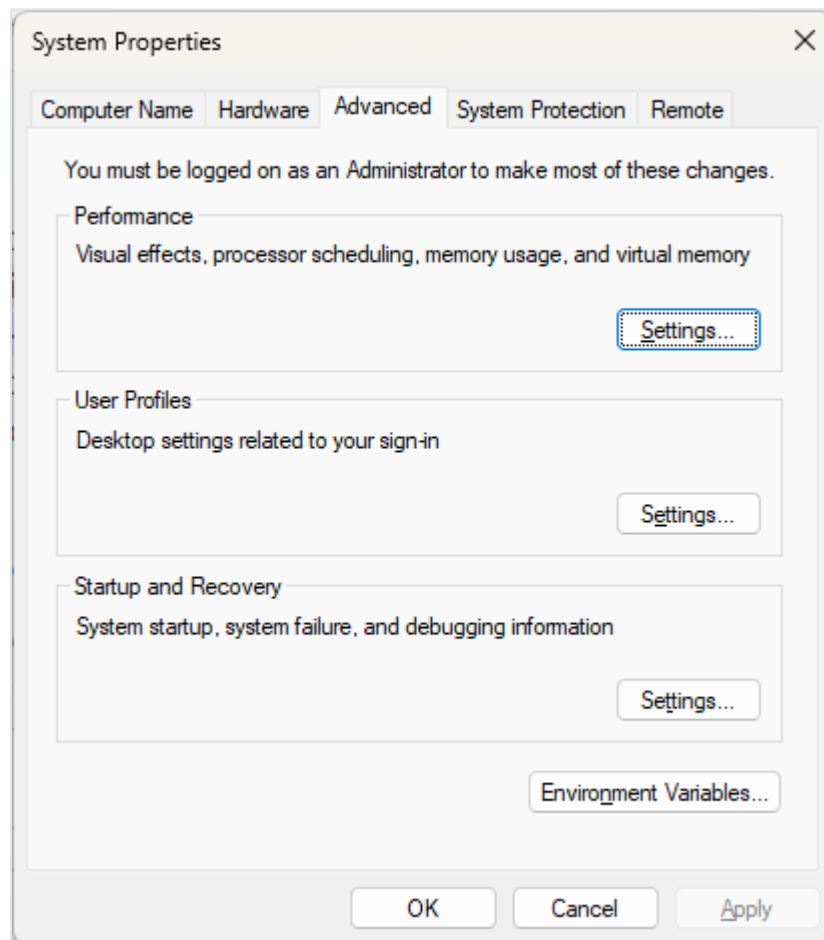 System Properties
Computer Name Hardware Advanced System Protection Remote
You must be logged on as an Administrator to make most of these changes.
Performance
Visual effects, processor scheduling, memory usage, and virtual memory
Settings...
User Profiles
Desktop settings related to your sign-in
Settings...
Startup and Recovery
System startup, system failure, and debugging information
Settings...
Environment Variables...
OK Cancel Apply